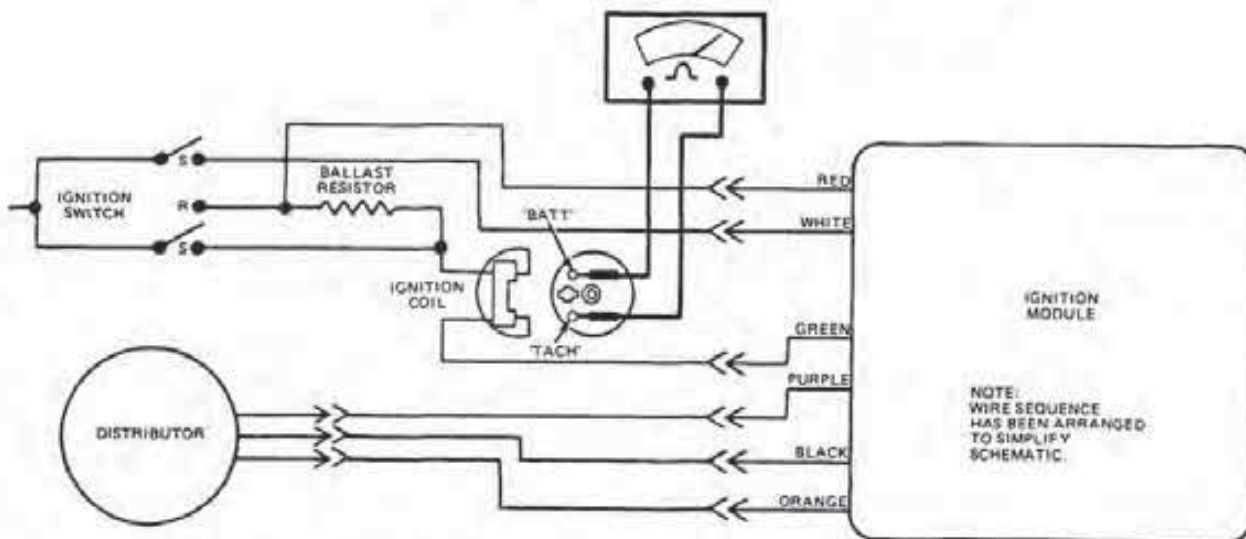 S
BALLAST
RESISTOR
RED
IGNITION
SWITCH
R
'BATT'
WHITE
S
IGNITION
COIL
IGNITION
MODULE
GREEN
'TACH'
PURPLE
DISTRIBUTOR
NOTE:
WIRE SEQUENCE
HAS BEEN ARRANGED
TO SIMPLIFY
SCHEMATIC.
BLACK
ORANGE